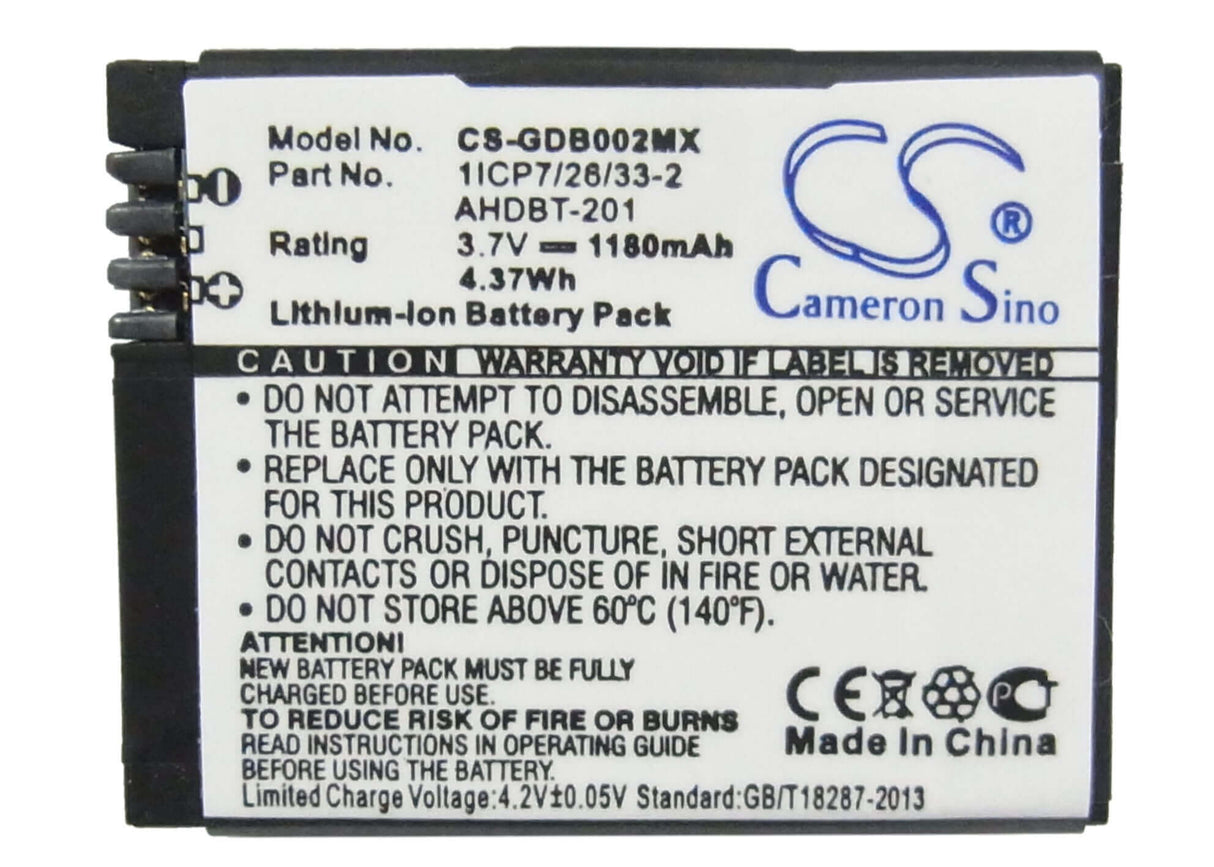 Model No. CS-GDB002MX
Part No. 1ICP7/26/33-2
AHDBT-201
Rating 3.7V 1180mAh
4.37Wh
Lithium-Ion Battery Pack
CS ®
Cameron Sino
CAUTION WARRANTY VOID IF LABEL IS REMOVED
• DO NOT ATTEMPT TO DISASSEMBLE, OPEN OR SERVICE
THE BATTERY PACK.
• REPLACE ONLY WITH THE BATTERY PACK DESIGNATED
FOR THIS PRODUCT.
• DO NOT CRUSH, PUNCTURE, SHORT EXTERNAL
CONTACTS OR DISPOSE OF IN FIRE OR WATER.
• DO NOT STORE ABOVE 60°C (140°F).
ATTENTION!
NEW BATTERY PACK MUST BE FULLY
CHARGED BEFORE USE.
TO REDUCE RISK OF FIRE OR BURNS
READ INSTRUCTIONS IN OPERATING GUIDE
BEFORE USING THE BATTERY.
Limited Charge Voltage:4.2V±0.05V Standard:GB/T18287-2013
CE PCT
Made In China